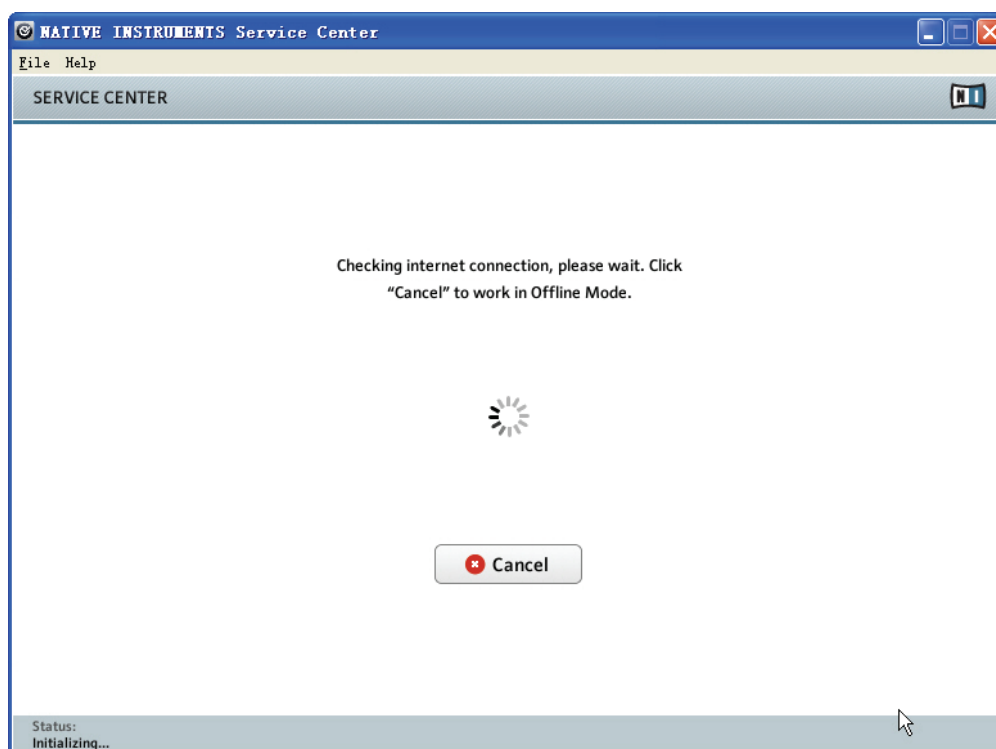 NATIVE INSTRUMENTS Service Center
File Help
SERVICE CENTER
NI
Checking internet connection, please wait. Click
“Cancel” to work in Offline Mode.
Cancel
Status:
Initializing...